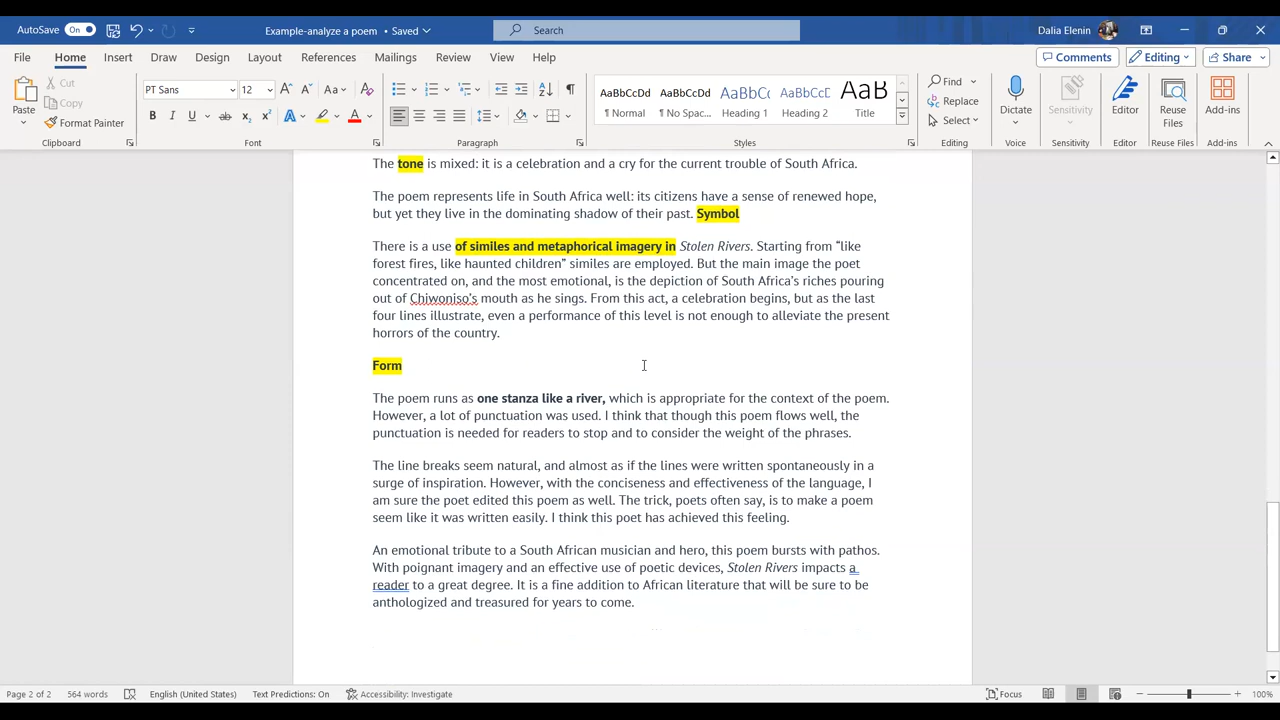 AutoSave On Example-analyze a poem • Saved Search Dalia Elenin
File Home Insert Draw Design Layout References Mailings Review View Help Comments Editing Share
Paste Cut Copy Format Painter Clipboard
PT Sans 12 Font
Paragraph
AaBbCcDd AaBbCcDd AaBbCc AaBbCcD AaB
Normal No Spac... Heading 1 Heading 2 Title
Styles
Find Replace Select Editing
Dictate Voice
Sensitivity Sensitivity
Editor Editor
Reuse Files Reuse Files
Add-ins Add-ins
The tone is mixed: it is a celebration and a cry for the current trouble of South Africa.
The poem represents life in South Africa well: its citizens have a sense of renewed hope,
but yet they live in the dominating shadow of their past. Symbol
There is a use of similes and metaphorical imagery in Stolen Rivers. Starting from “like
forest fires, like haunted children” similes are employed. But the main image the poet
concentrated on, and the most emotional, is the depiction of South Africa’s riches pouring
out of Chiwoniso’s mouth as he sings. From this act, a celebration begins, but as the last
four lines illustrate, even a performance of this level is not enough to alleviate the present
horrors of the country.
Form
The poem runs as one stanza like a river, which is appropriate for the context of the poem.
However, a lot of punctuation was used. I think that though this poem flows well, the
punctuation is needed for readers to stop and to consider the weight of the phrases.
The line breaks seem natural, and almost as if the lines were written spontaneously in a
surge of inspiration. However, with the conciseness and effectiveness of the language, I
am sure the poet edited this poem as well. The trick, poets often say, is to make a poem
seem like it was written easily. I think this poet has achieved this feeling.
An emotional tribute to a South African musician and hero, this poem bursts with pathos.
With poignant imagery and an effective use of poetic devices, Stolen Rivers impacts a
reader to a great degree. It is a fine addition to African literature that will be sure to be
anthologized and treasured for years to come.
Page 2 of 2 564 words English (United States) Text Predictions: On Accessibility: Investigate Focus 100%